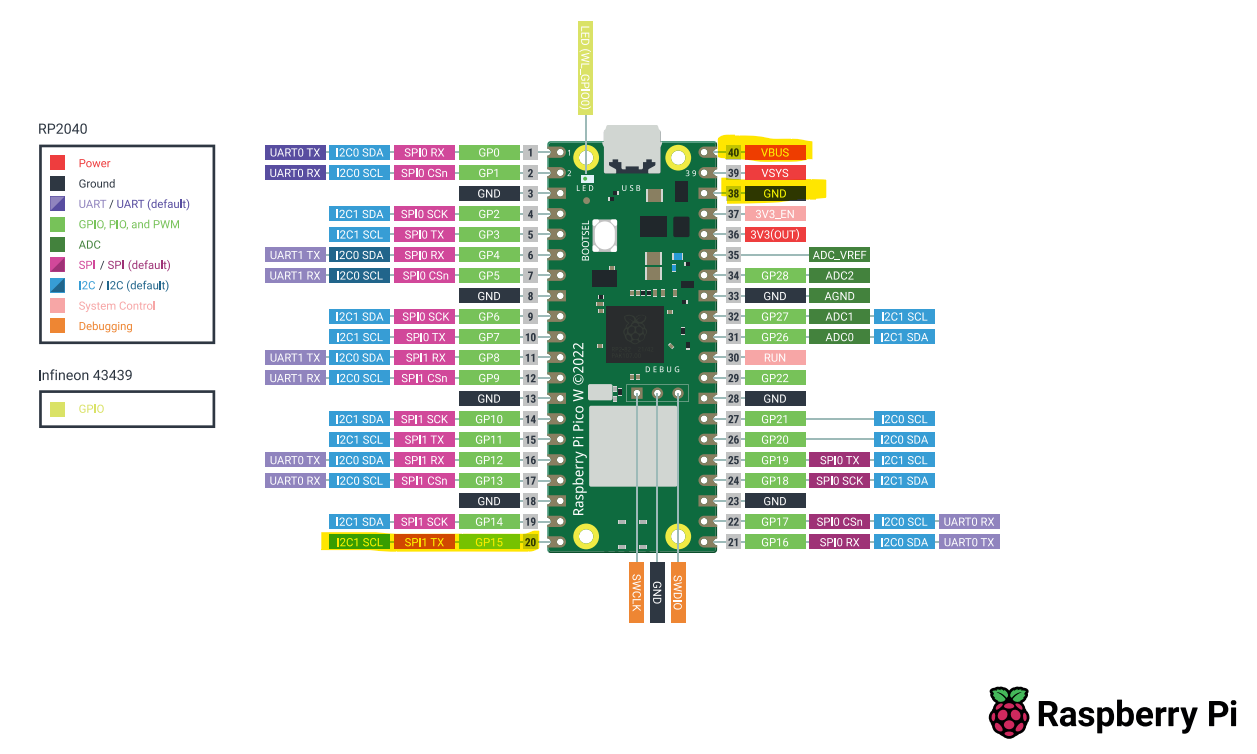 LED (WL_GPIO0)
RP2040
Power
Ground
UART / UART (default)
GPIO, PIO, and PWM
ADC
SPI / SPI (default)
I2C / I2C (default)
System Control
Debugging
Infineon 43439
GPIO
UART0 TX I2C0 SDA SPI0 RX GP0 1
UART0 RX I2C0 SCL SPI0 CSn GP1 2
GND 3
I2C1 SDA SPI0 SCK GP2 4
I2C1 SCL SPI0 TX GP3 5
UART1 TX I2C0 SDA SPI0 RX GP4 6
UART1 RX I2C0 SCL SPI0 CSn GP5 7
GND 8
I2C1 SDA SPI0 SCK GP6 9
I2C1 SCL SPI0 TX GP7 10
UART1 TX I2C0 SDA SPI1 RX GP8 11
UART1 RX I2C0 SCL SPI1 CSn GP9 12
GND 13
I2C1 SDA SPI1 SCK GP10 14
I2C1 SCL SPI1 TX GP11 15
UART0 TX I2C0 SDA SPI1 RX GP12 16
UART0 RX I2C0 SCL SPI1 CSn GP13 17
GND 18
I2C1 SDA SPI1 SCK GP14 19
I2C1 SCL SPI1 TX GP15 20
1
2
39
LED
USB
BOOTSEL
DEBUG
Raspberry Pi Pico W ©2022
40 VBUS
39 VSYS
38 GND
37 3V3_EN
36 3V3(OUT)
35 ADC_VREF
34 GP28 ADC2
33 GND AGND
32 GP27 ADC1 I2C1 SCL
31 GP26 ADC0 I2C1 SDA
30 RUN
29 GP22
28 GND
27 GP21 I2C0 SCL
26 GP20 I2C0 SDA
25 GP19 SPI0 TX I2C1 SCL
24 GP18 SPI0 SCK I2C1 SDA
23 GND
22 GP17 SPI0 CSn I2C0 SCL UART0 RX
21 GP16 SPI0 RX I2C0 SDA UART0 TX
SWCLK
GND
SWDIO
Raspberry Pi